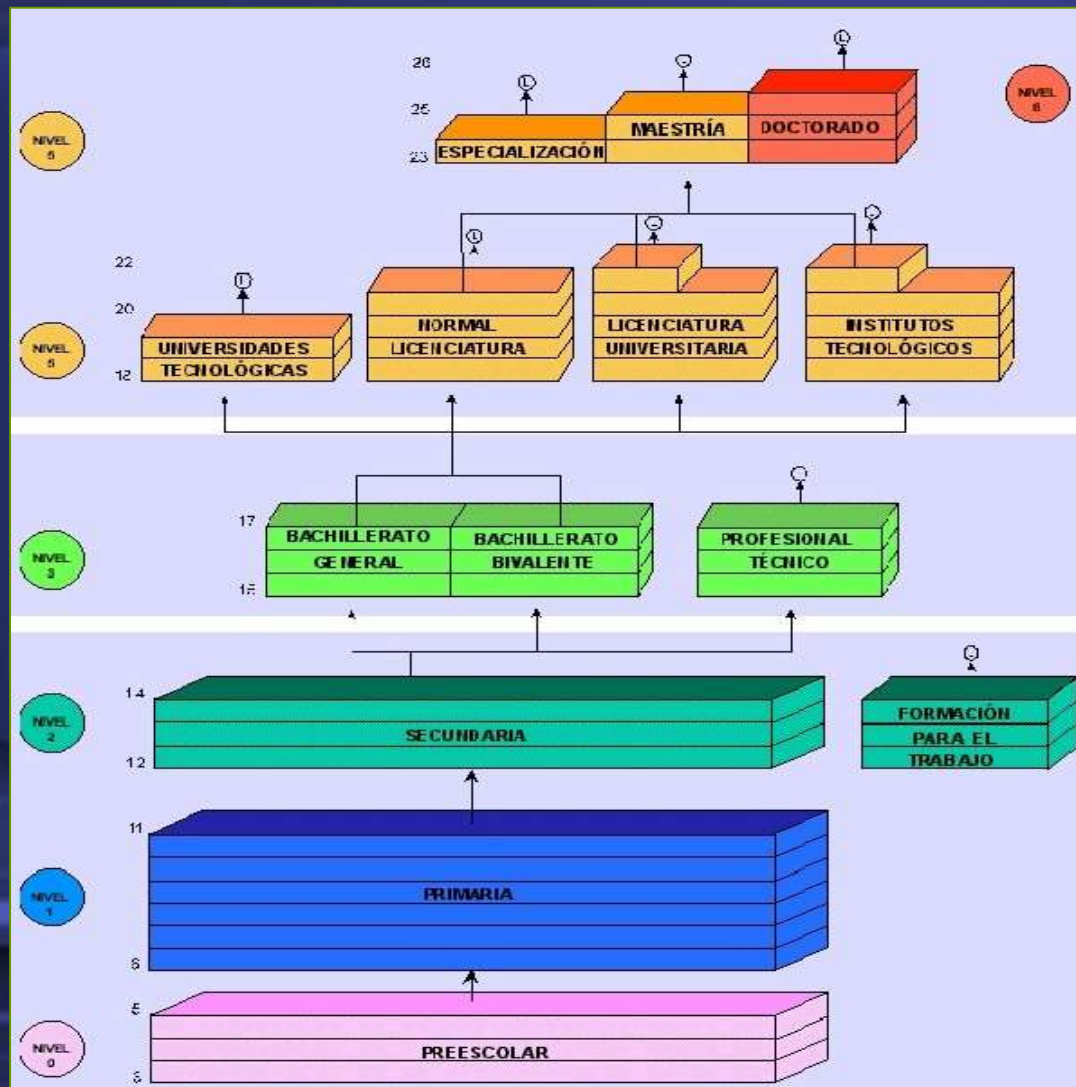 26
25
23
NIVEL
5
NIVEL
6
ESPECIALIZACIÓN
MAESTRÍA
DOCTORADO
L
L
22
20
18
NIVEL
5
L
L
UNIVERSIDADES
TECNOLÓGICAS
NORMAL
LICENCIATURA
LICENCIATURA
UNIVERSITARIA
INSTITUTOS
TECNOLÓGICOS
17
15
NIVEL
3
BACHILLERATO
GENERAL
BACHILLERATO
BIVALENTE
PROFESIONAL
TÉCNICO
14
12
NIVEL
2
SECUNDARIA
FORMACIÓN
PARA EL
TRABAJO
11
6
NIVEL
1
PRIMARIA
5
3
NIVEL
0
PREESCOLAR